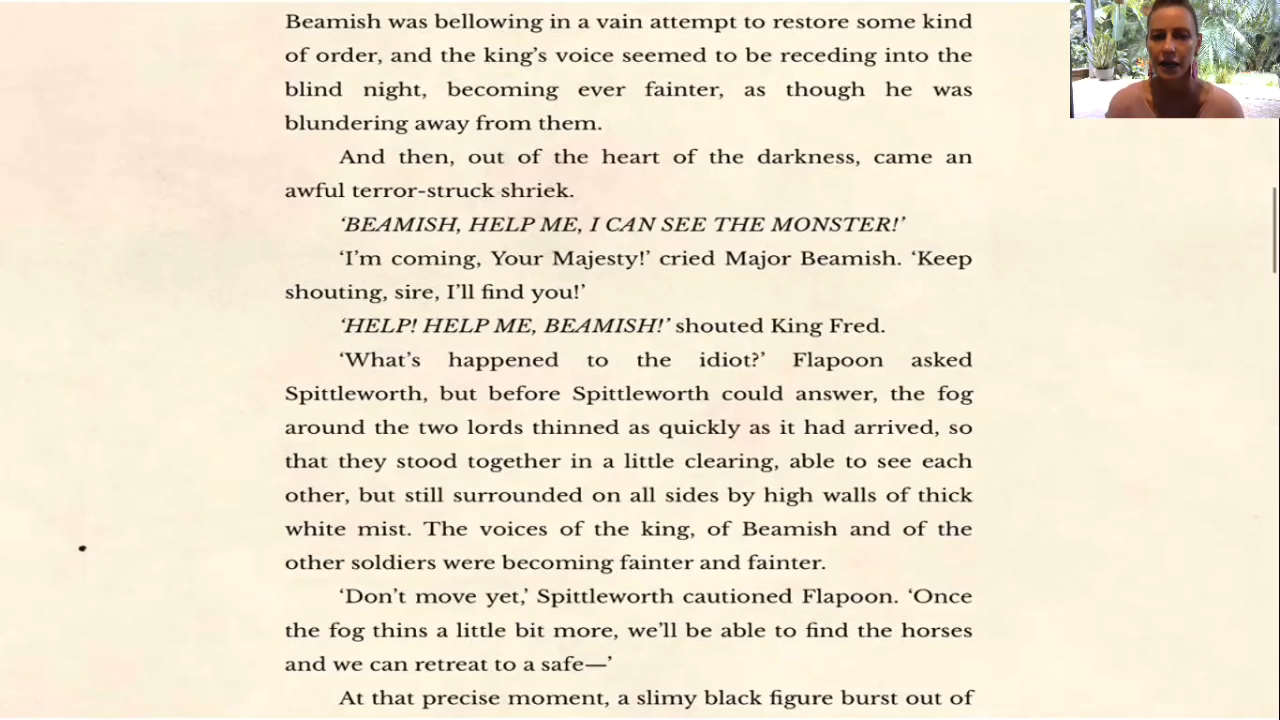 Beamish was bellowing in a vain attempt to restore some kind
of order, and the king’s voice seemed to be receding into the
blind night, becoming ever fainter, as though he was
blundering away from them.
And then, out of the heart of the darkness, came an
awful terror-struck shriek.
‘BEAMISH, HELP ME, I CAN SEE THE MONSTER!’
‘I’m coming, Your Majesty!’ cried Major Beamish. ‘Keep
shouting, sire, I’ll find you!’
‘HELP! HELP ME, BEAMISH!’ shouted King Fred.
‘What’s happened to the idiot?’ Flapoon asked
Spittleworth, but before Spittleworth could answer, the fog
around the two lords thinned as quickly as it had arrived, so
that they stood together in a little clearing, able to see each
other, but still surrounded on all sides by high walls of thick
white mist. The voices of the king, of Beamish and of the
other soldiers were becoming fainter and fainter.
‘Don’t move yet,’ Spittleworth cautioned Flapoon. ‘Once
the fog thins a little bit more, we’ll be able to find the horses
and we can retreat to a safe—’
At that precise moment, a slimy black figure burst out of